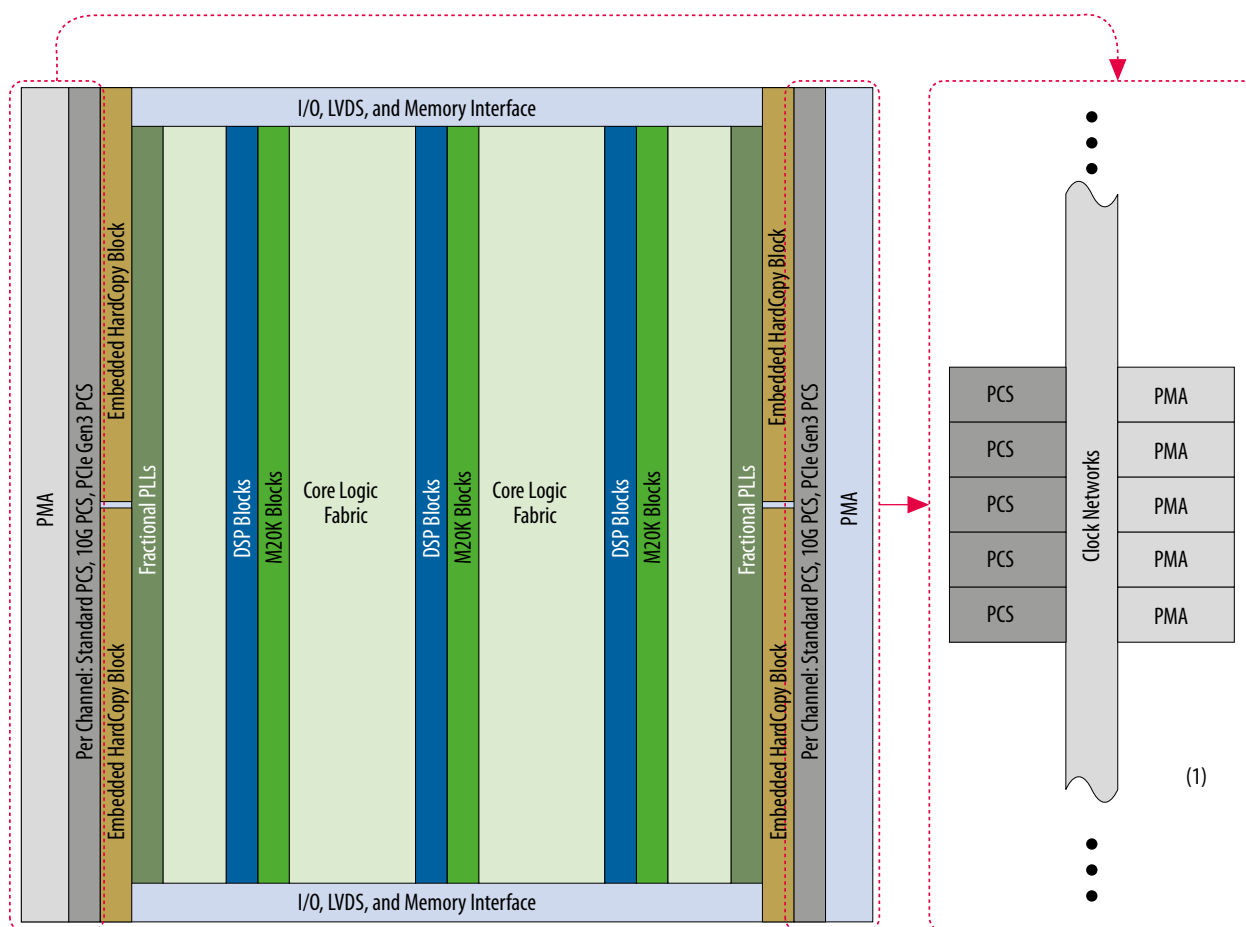 I/O, LVDS, and Memory Interface
PMA
Per Channel: Standard PCS, 10G PCS, PCIe Gen3 PCS
Embedded HardCopy Block
Embedded HardCopy Block
Fractional PLLs
DSP Blocks
M20K Blocks
Core Logic
Fabric
DSP Blocks
M20K Blocks
Core Logic
Fabric
DSP Blocks
M20K Blocks
Fractional PLLs
Embedded HardCopy Block
Embedded HardCopy Block
Per Channel: Standard PCS, 10G PCS, PCIe Gen3 PCS
PMA
I/O, LVDS, and Memory Interface
PCS
PMA
PCS
PMA
PCS
PMA
PCS
PMA
PCS
PMA
Clock Networks
(1)